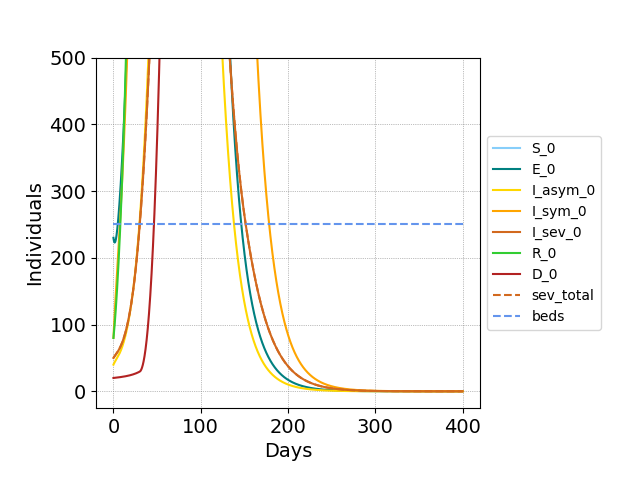 500
400
300
200
100
0
Individuals
0 100 200 300 400
Days
S_0
E_0
I_asym_0
I_sym_0
I_sev_0
R_0
D_0
sev_total
beds